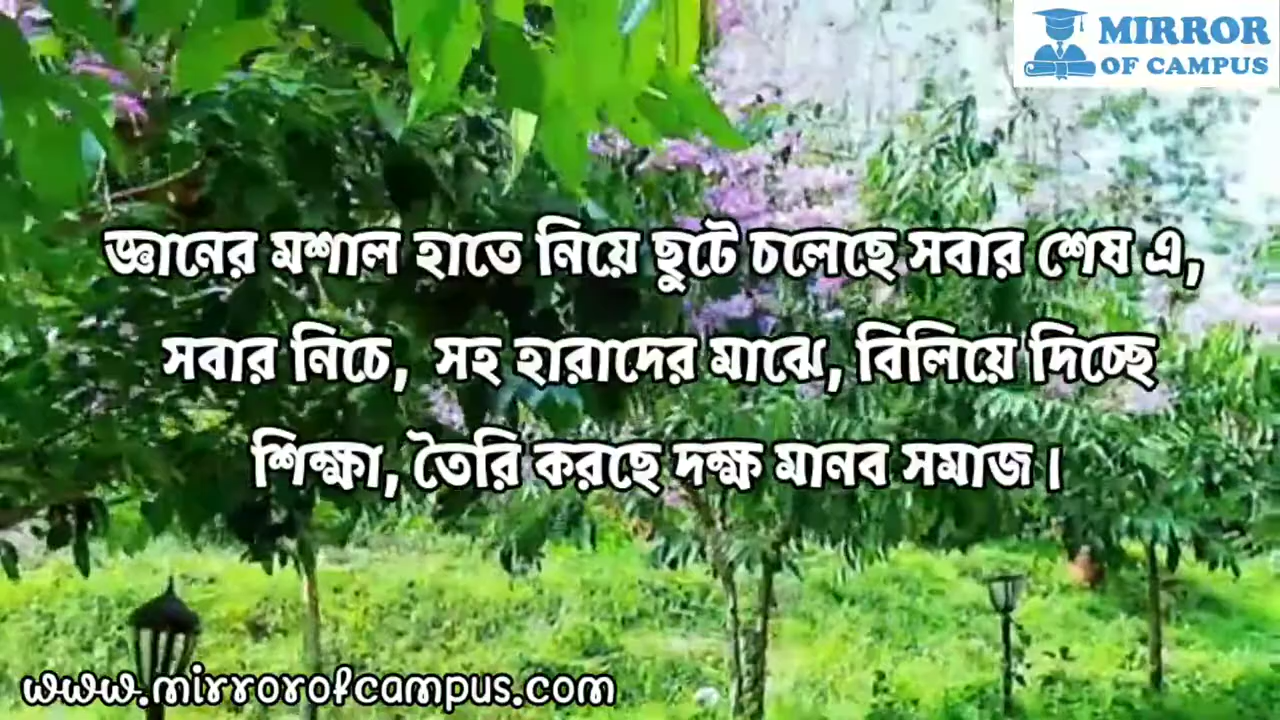 MIRROR
OF CAMPUS
জ্ঞানের মশাল হাতে নিয়ে ছুটে চলেছে সবার শেষ এ,
সবার নিচে, সহ হারাদের মাঝে, বিলিয়ে দিচ্ছে
শিক্ষা, তৈরি করছে দক্ষ মানব সমাজ।
www.mirrorofcampus.com